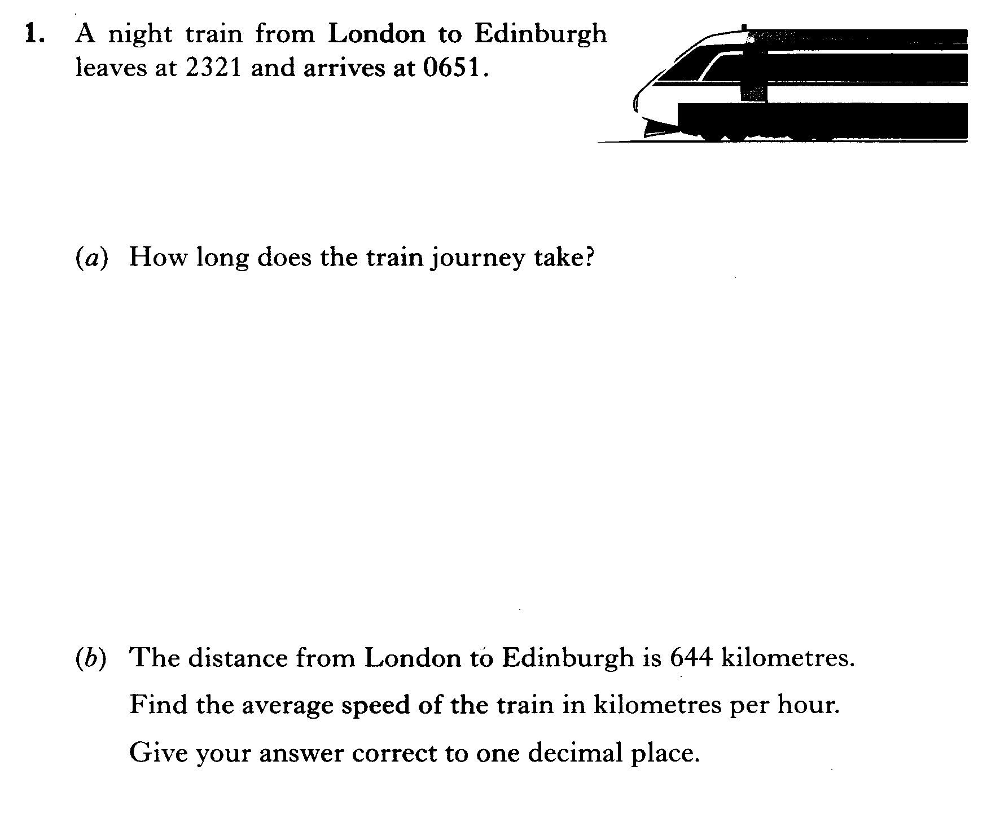 1. A night train from London to Edinburgh
leaves at 2321 and arrives at 0651.
(a) How long does the train journey take?
(b) The distance from London to Edinburgh is 644 kilometres.
Find the average speed of the train in kilometres per hour.
Give your answer correct to one decimal place.